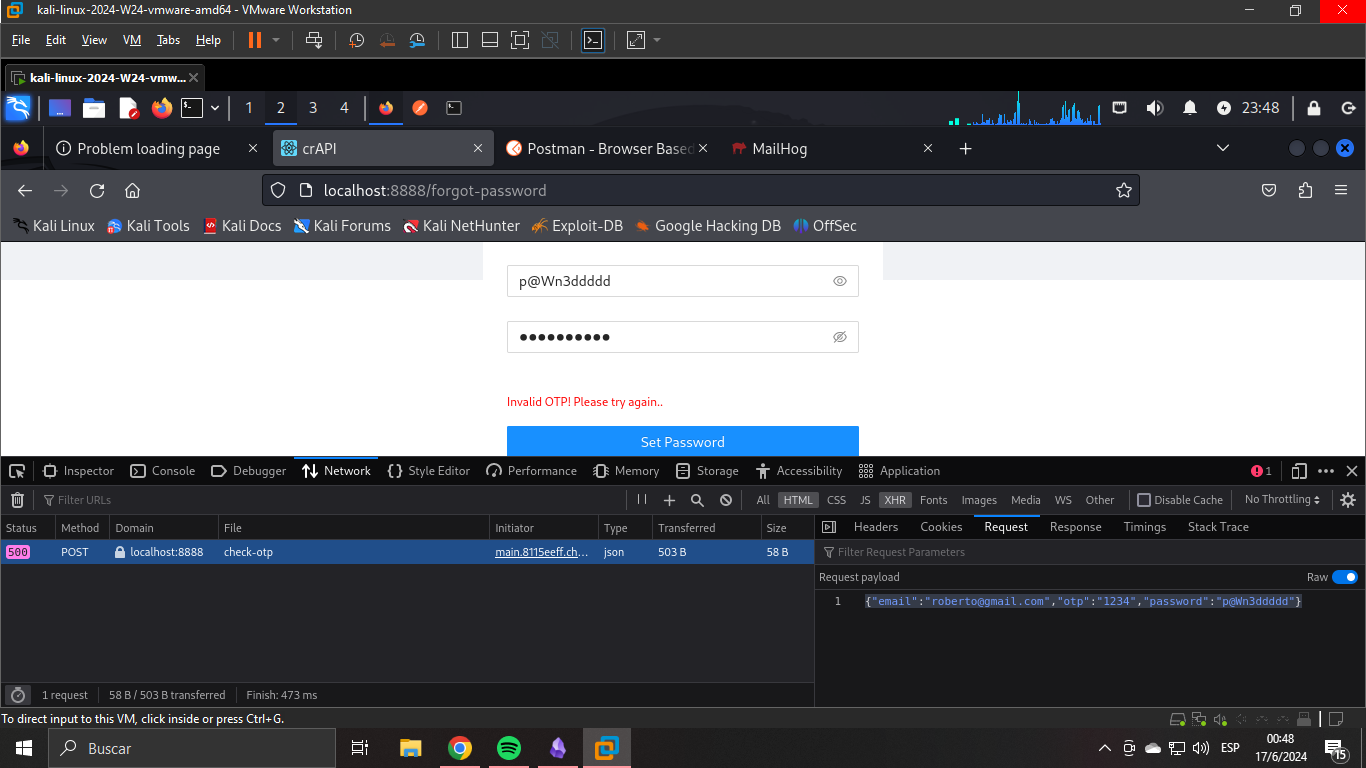 kali-linux-2024-W24-vmware-amd64 - VMware Workstation
File Edit View VM Tabs Help
kali-linux-2024-W24-vmw...
1 2 3 4 23:48
Problem loading page crAPI Postman - Browser Based MailHog
localhost:8888/forgot-password
Kali Linux Kali Tools Kali Docs Kali Forums Kali NetHunter Exploit-DB Google Hacking DB OffSec
p@Wn3ddddd
Invalid OTP! Please try again..
Set Password
Inspector Console Debugger Network Style Editor Performance Memory Storage Accessibility Application 1
Filter URLs All HTML CSS JS XHR Fonts Images Media WS Other Disable Cache No Throttling
Status Method Domain File Initiator Type Transferred Size Headers Cookies Request Response Timings Stack Trace
500 POST localhost:8888 check-otp main.8115eeff.ch... json 503 B 58 B Filter Request Parameters
Request payload Raw
1 {"email":"roberto@gmail.com","otp":"1234","password":"p@Wn3ddddd"}
1 request 58 B / 503 B transferred Finish: 473 ms
To direct input to this VM, click inside or press Ctrl+G.
Buscar ESP 00:48
17/6/2024 15